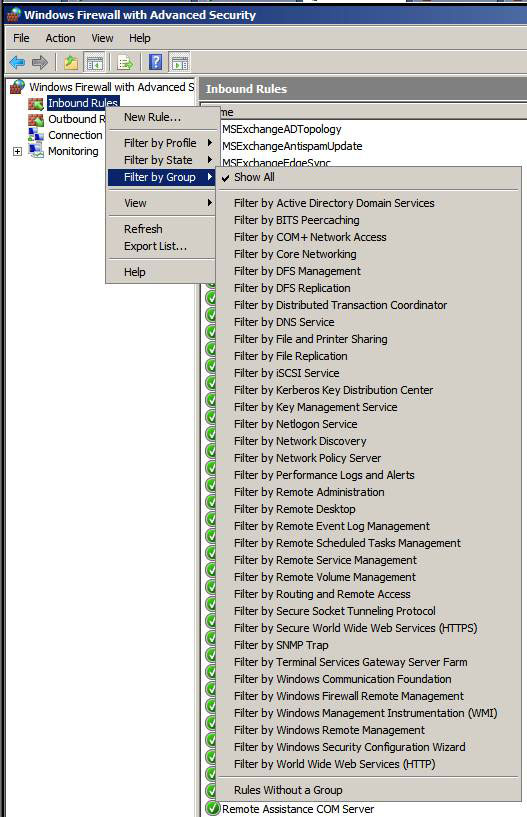 Windows Firewall with Advanced Security
File Action View Help
Windows Firewall with Advanced S
Inbound Rules
Outbound R
Connection
Monitoring
Inbound Rules
me
MSExchangeADTopology
MSExchangeAntispamUpdate
MSExchangeEdgeSync
New Rule...
Filter by Profile
Filter by State
Filter by Group
View
Refresh
Export List...
Help
Show All
Filter by Active Directory Domain Services
Filter by BITS Peercaching
Filter by COM+ Network Access
Filter by Core Networking
Filter by DFS Management
Filter by DFS Replication
Filter by Distributed Transaction Coordinator
Filter by DNS Service
Filter by File and Printer Sharing
Filter by File Replication
Filter by iSCSI Service
Filter by Kerberos Key Distribution Center
Filter by Key Management Service
Filter by Netlogon Service
Filter by Network Discovery
Filter by Network Policy Server
Filter by Performance Logs and Alerts
Filter by Remote Administration
Filter by Remote Desktop
Filter by Remote Event Log Management
Filter by Remote Scheduled Tasks Management
Filter by Remote Service Management
Filter by Remote Volume Management
Filter by Routing and Remote Access
Filter by Secure Socket Tunneling Protocol
Filter by Secure World Wide Web Services (HTTPS)
Filter by SNMP Trap
Filter by Terminal Services Gateway Server Farm
Filter by Windows Communication Foundation
Filter by Windows Firewall Remote Management
Filter by Windows Management Instrumentation (WMI)
Filter by Windows Remote Management
Filter by Windows Security Configuration Wizard
Filter by World Wide Web Services (HTTP)
Rules Without a Group
Remote Assistance COM Server